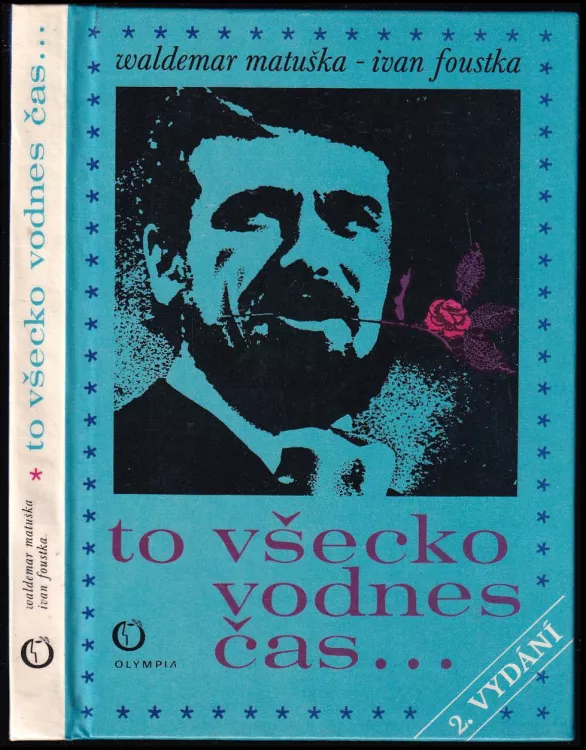 to všecko vodnes čas...
*
waldemar matuška
ivan foustka
waldemar matuška - ivan foustka
to všecko
vodnes
čas...
OLYMPIA
2. VYDÁNÍ